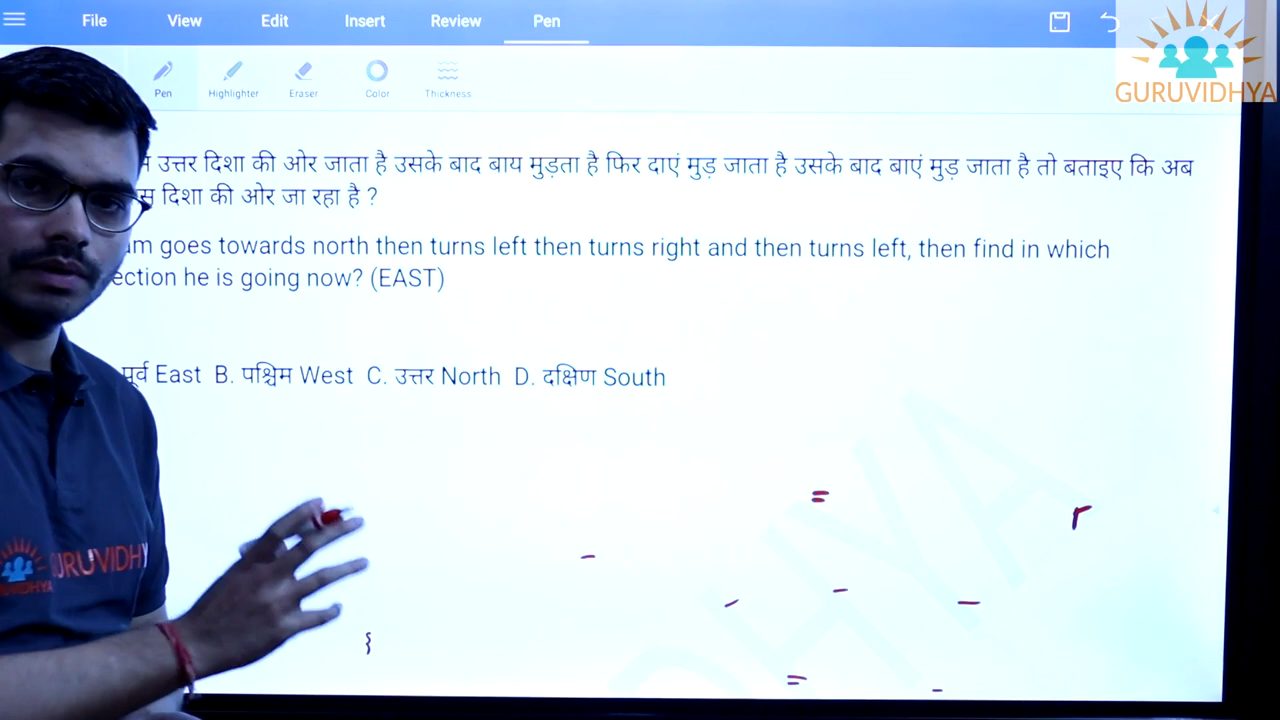 File View Edit Insert Review Pen
GURUVIDHYA
Pen Highlighter Eraser Color Thickness
उत्तर दिशा की ओर जाता है उसके बाद बाय मुड़ता है फिर दाएं मुड़ जाता है उसके बाद बाएं मुड़ जाता है तो बताइए कि अब
स दिशा की ओर जा रहा है ?
am goes towards north then turns left then turns right and then turns left, then find in which
ection he is going now? (EAST)
पूर्व East B. पश्चिम West C. उत्तर North D. दक्षिण South
GURUVIDHY